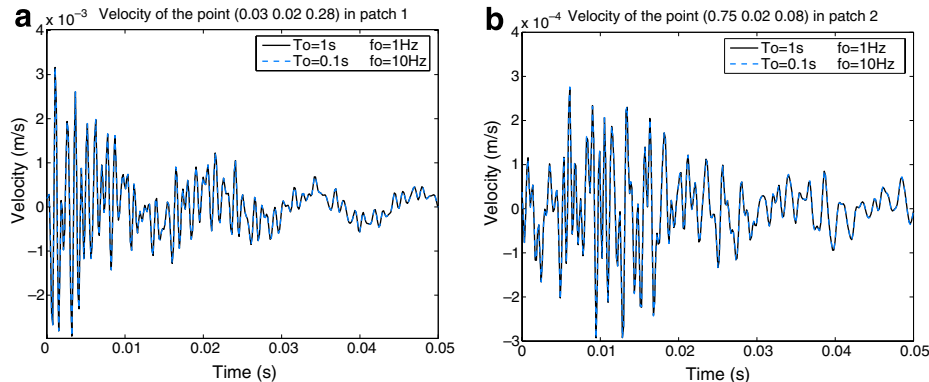 a
Velocity of the point (0.03 0.02 0.28) in patch 1
4 x 10⁻³
To=1s fo=1Hz
To=0.1s fo=10Hz
3
2
1
0
−1
−2
Velocity (m/s)
0 0.01 0.02 0.03 0.04 0.05
Time (s)
b
Velocity of the point (0.75 0.02 0.08) in patch 2
4 x 10⁻⁴
To=1s fo=1Hz
To=0.1s fo=10Hz
3
2
1
0
−1
−2
−3
Velocity (m/s)
0 0.01 0.02 0.03 0.04 0.05
Time (s)